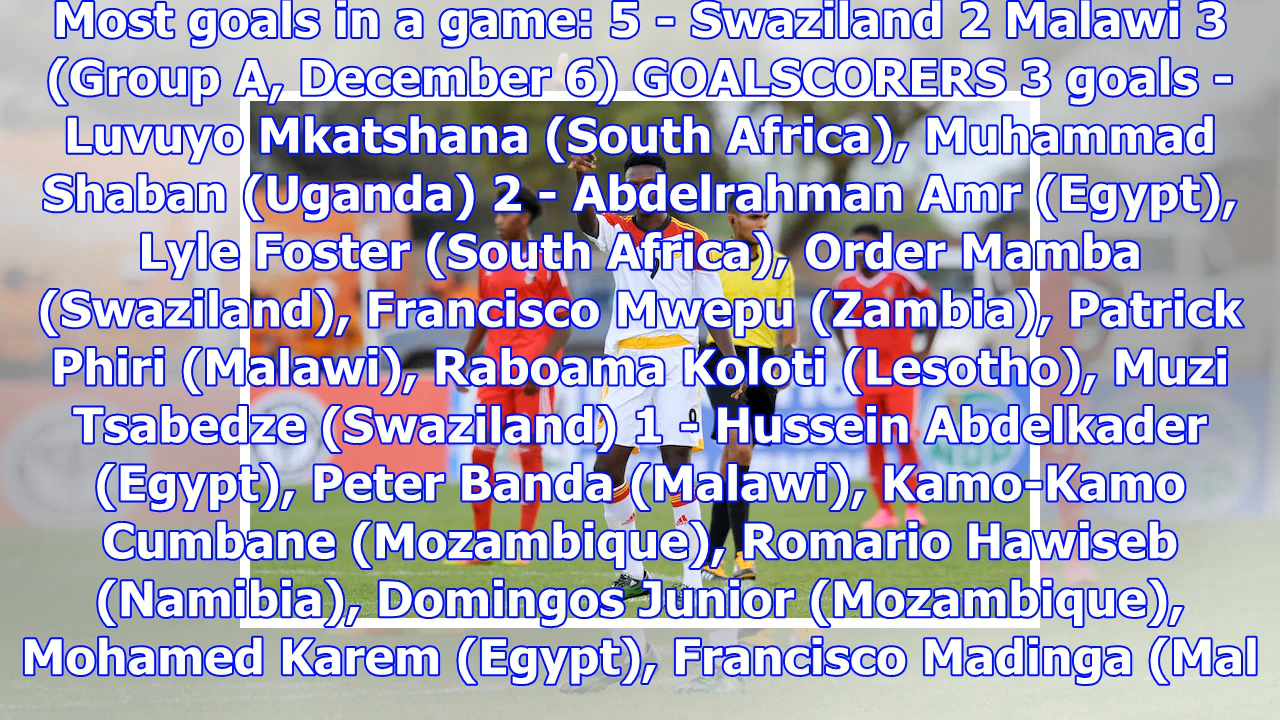 Most goals in a game: 5 - Swaziland 2 Malawi 3
(Group A, December 6) GOALSCORERS 3 goals -
Luvuyo Mkatshana (South Africa), Muhammad
Shaban (Uganda) 2 - Abdelrahman Amr (Egypt),
Lyle Foster (South Africa), Order Mamba
(Swaziland), Francisco Mwepu (Zambia), Patrick
Phiri (Malawi), Raboama Koloti (Lesotho), Muzi
Tsabedze (Swaziland) 1 - Hussein Abdelkader
(Egypt), Peter Banda (Malawi), Kamo-Kamo
Cumbane (Mozambique), Romario Hawiseb
(Namibia), Domingos Junior (Mozambique),
Mohamed Karem (Egypt), Francisco Madinga (Mal